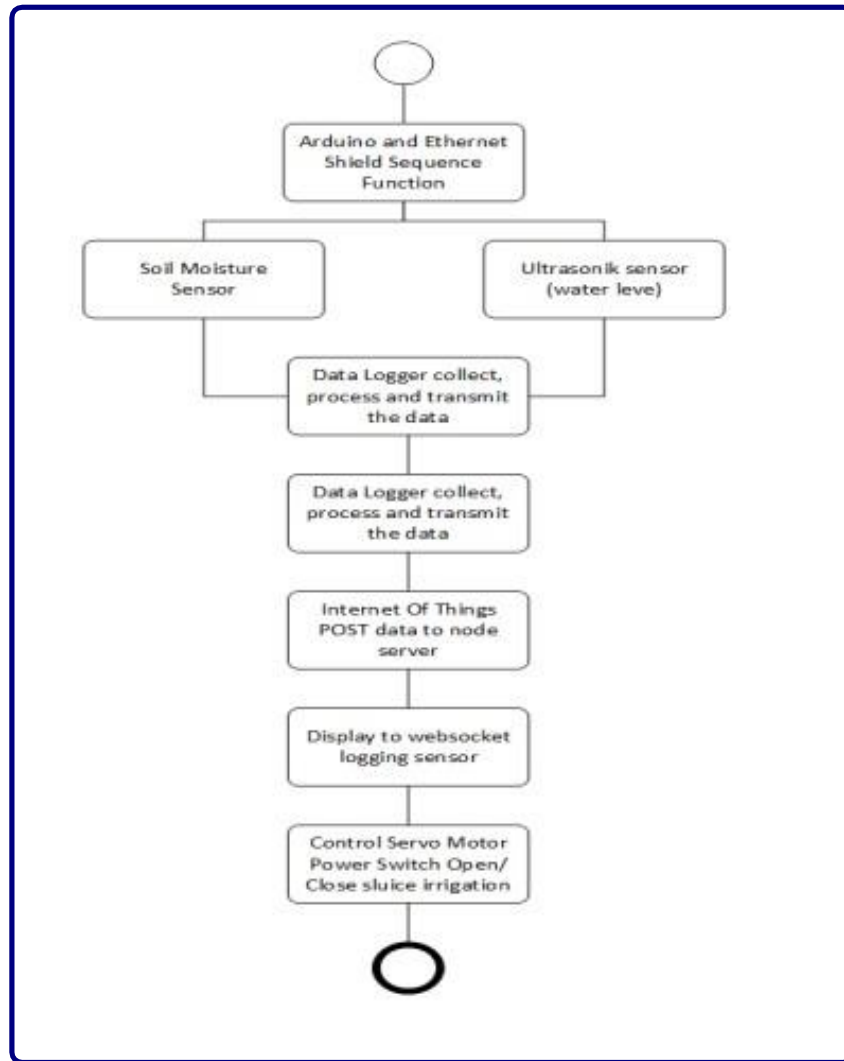 Arduino and Ethernet
Shield Sequence
Function
Soil Moisture
Sensor
Ultrasonik sensor
(water leve)
Data Logger collect,
process and transmit
the data
Data Logger collect,
process and transmit
the data
Internet Of Things
POST data to node
server
Display to websocket
logging sensor
Control Servo Motor
Power Switch Open/
Close sluice irrigation